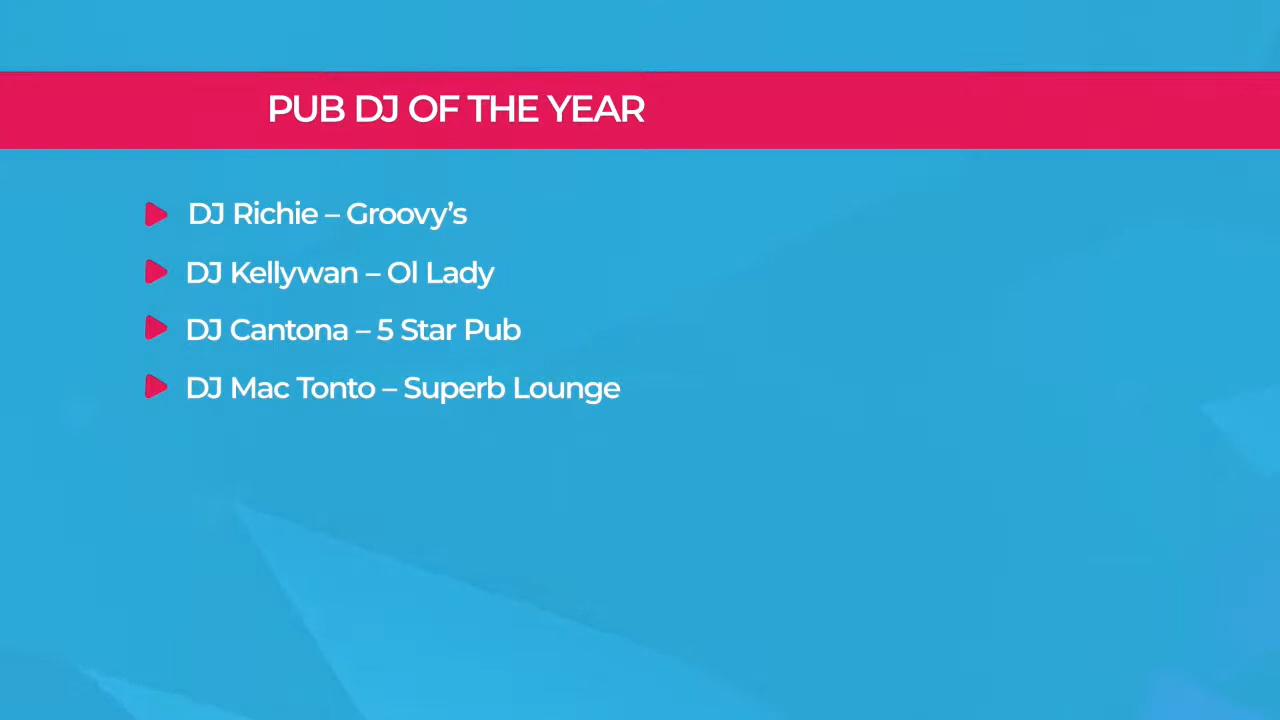 PUB DJ OF THE YEAR
DJ Richie – Groovy’s
DJ Kellywan – Ol Lady
DJ Cantona – 5 Star Pub
DJ Mac Tonto – Superb Lounge